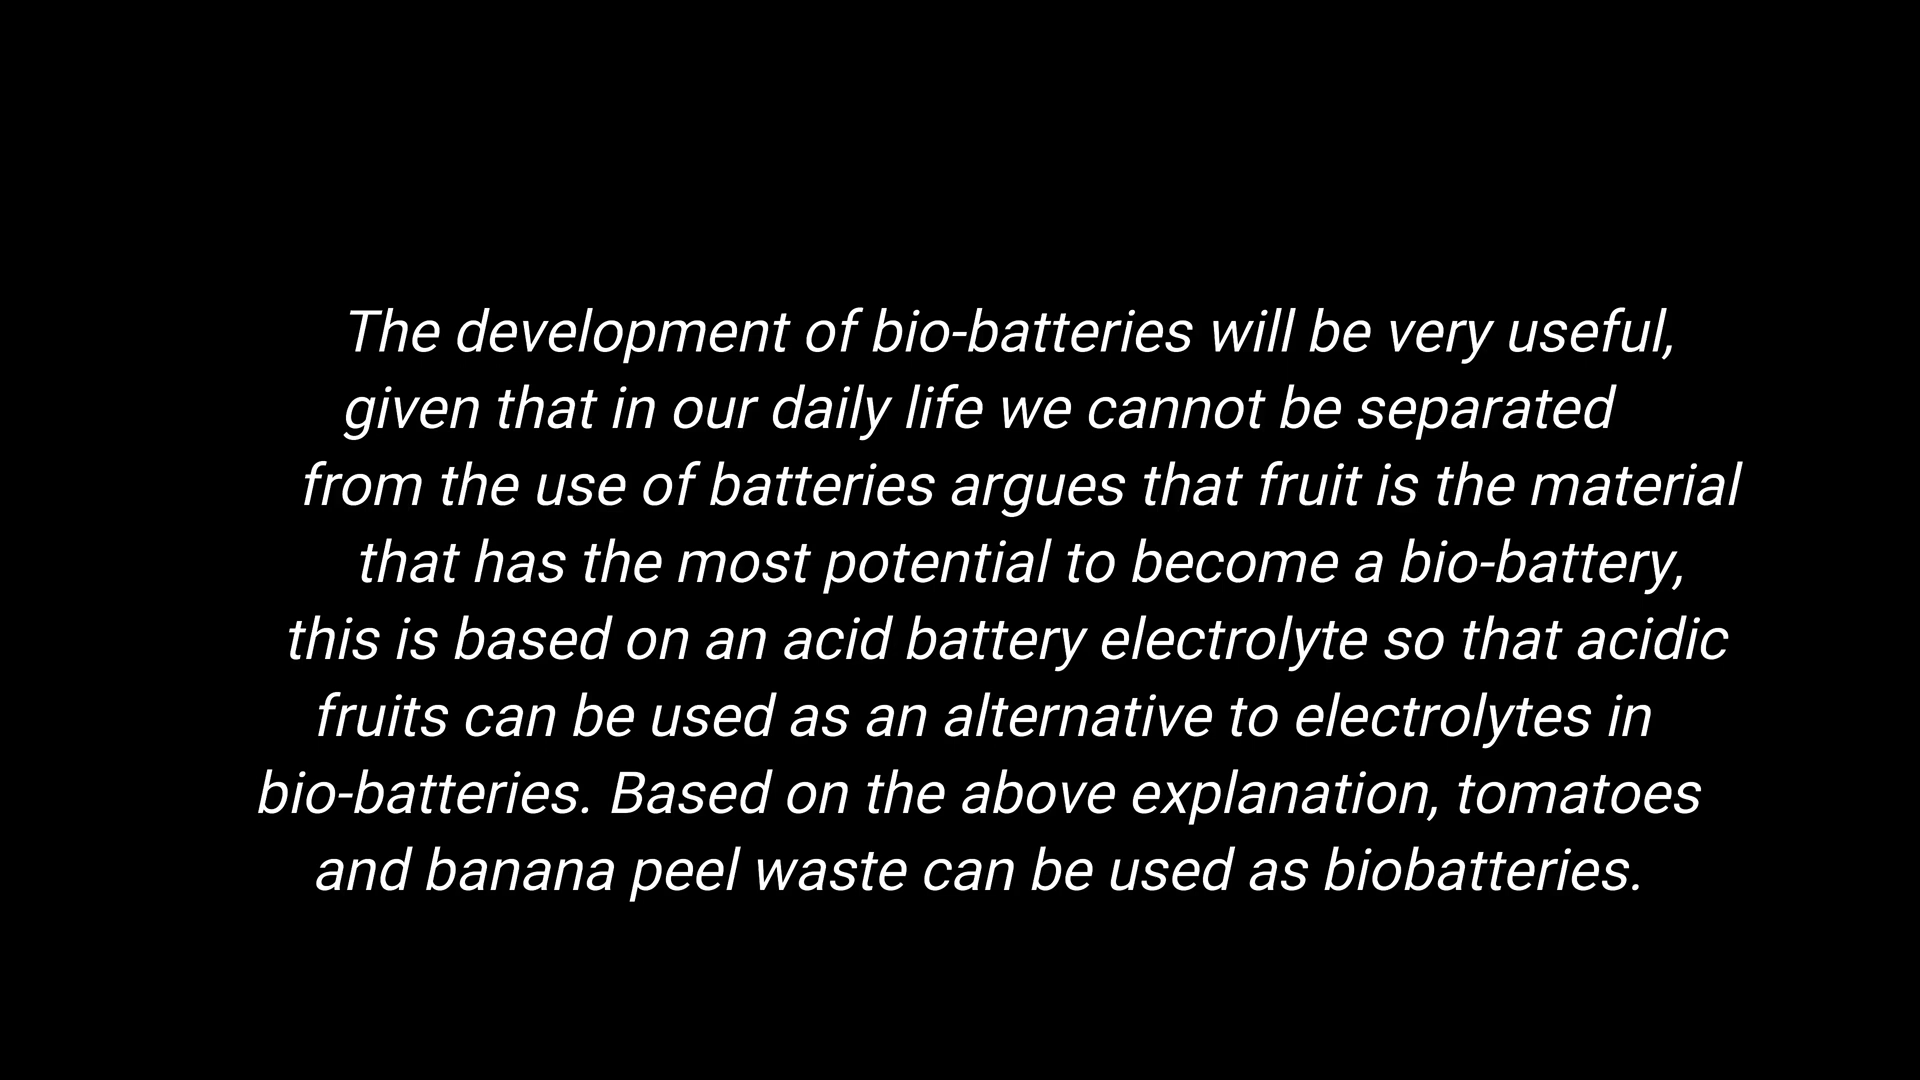 The development of bio-batteries will be very useful,
given that in our daily life we cannot be separated
from the use of batteries argues that fruit is the material
that has the most potential to become a bio-battery,
this is based on an acid battery electrolyte so that acidic
fruits can be used as an alternative to electrolytes in
bio-batteries. Based on the above explanation, tomatoes
and banana peel waste can be used as biobatteries.